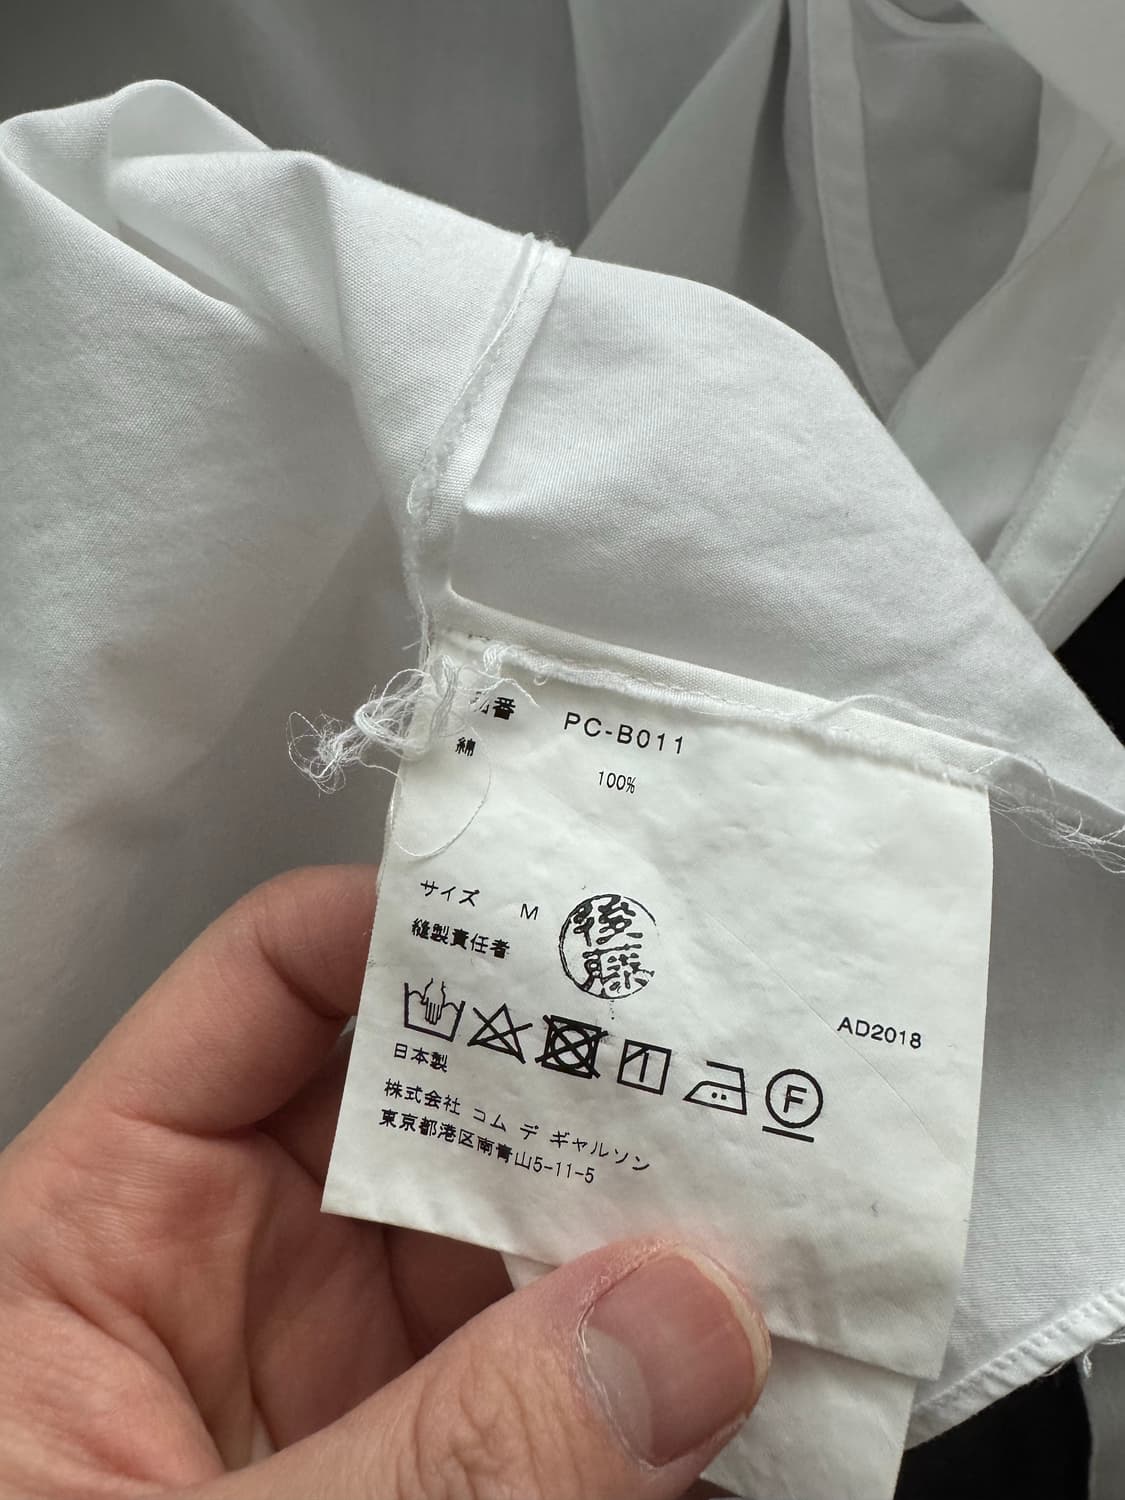 品番 PC-B011
綿 100%
サイズ M
縫製責任者 後藤
AD2018
F
日本製
株式会社 コム デ ギャルソン
東京都港区南青山5-11-5